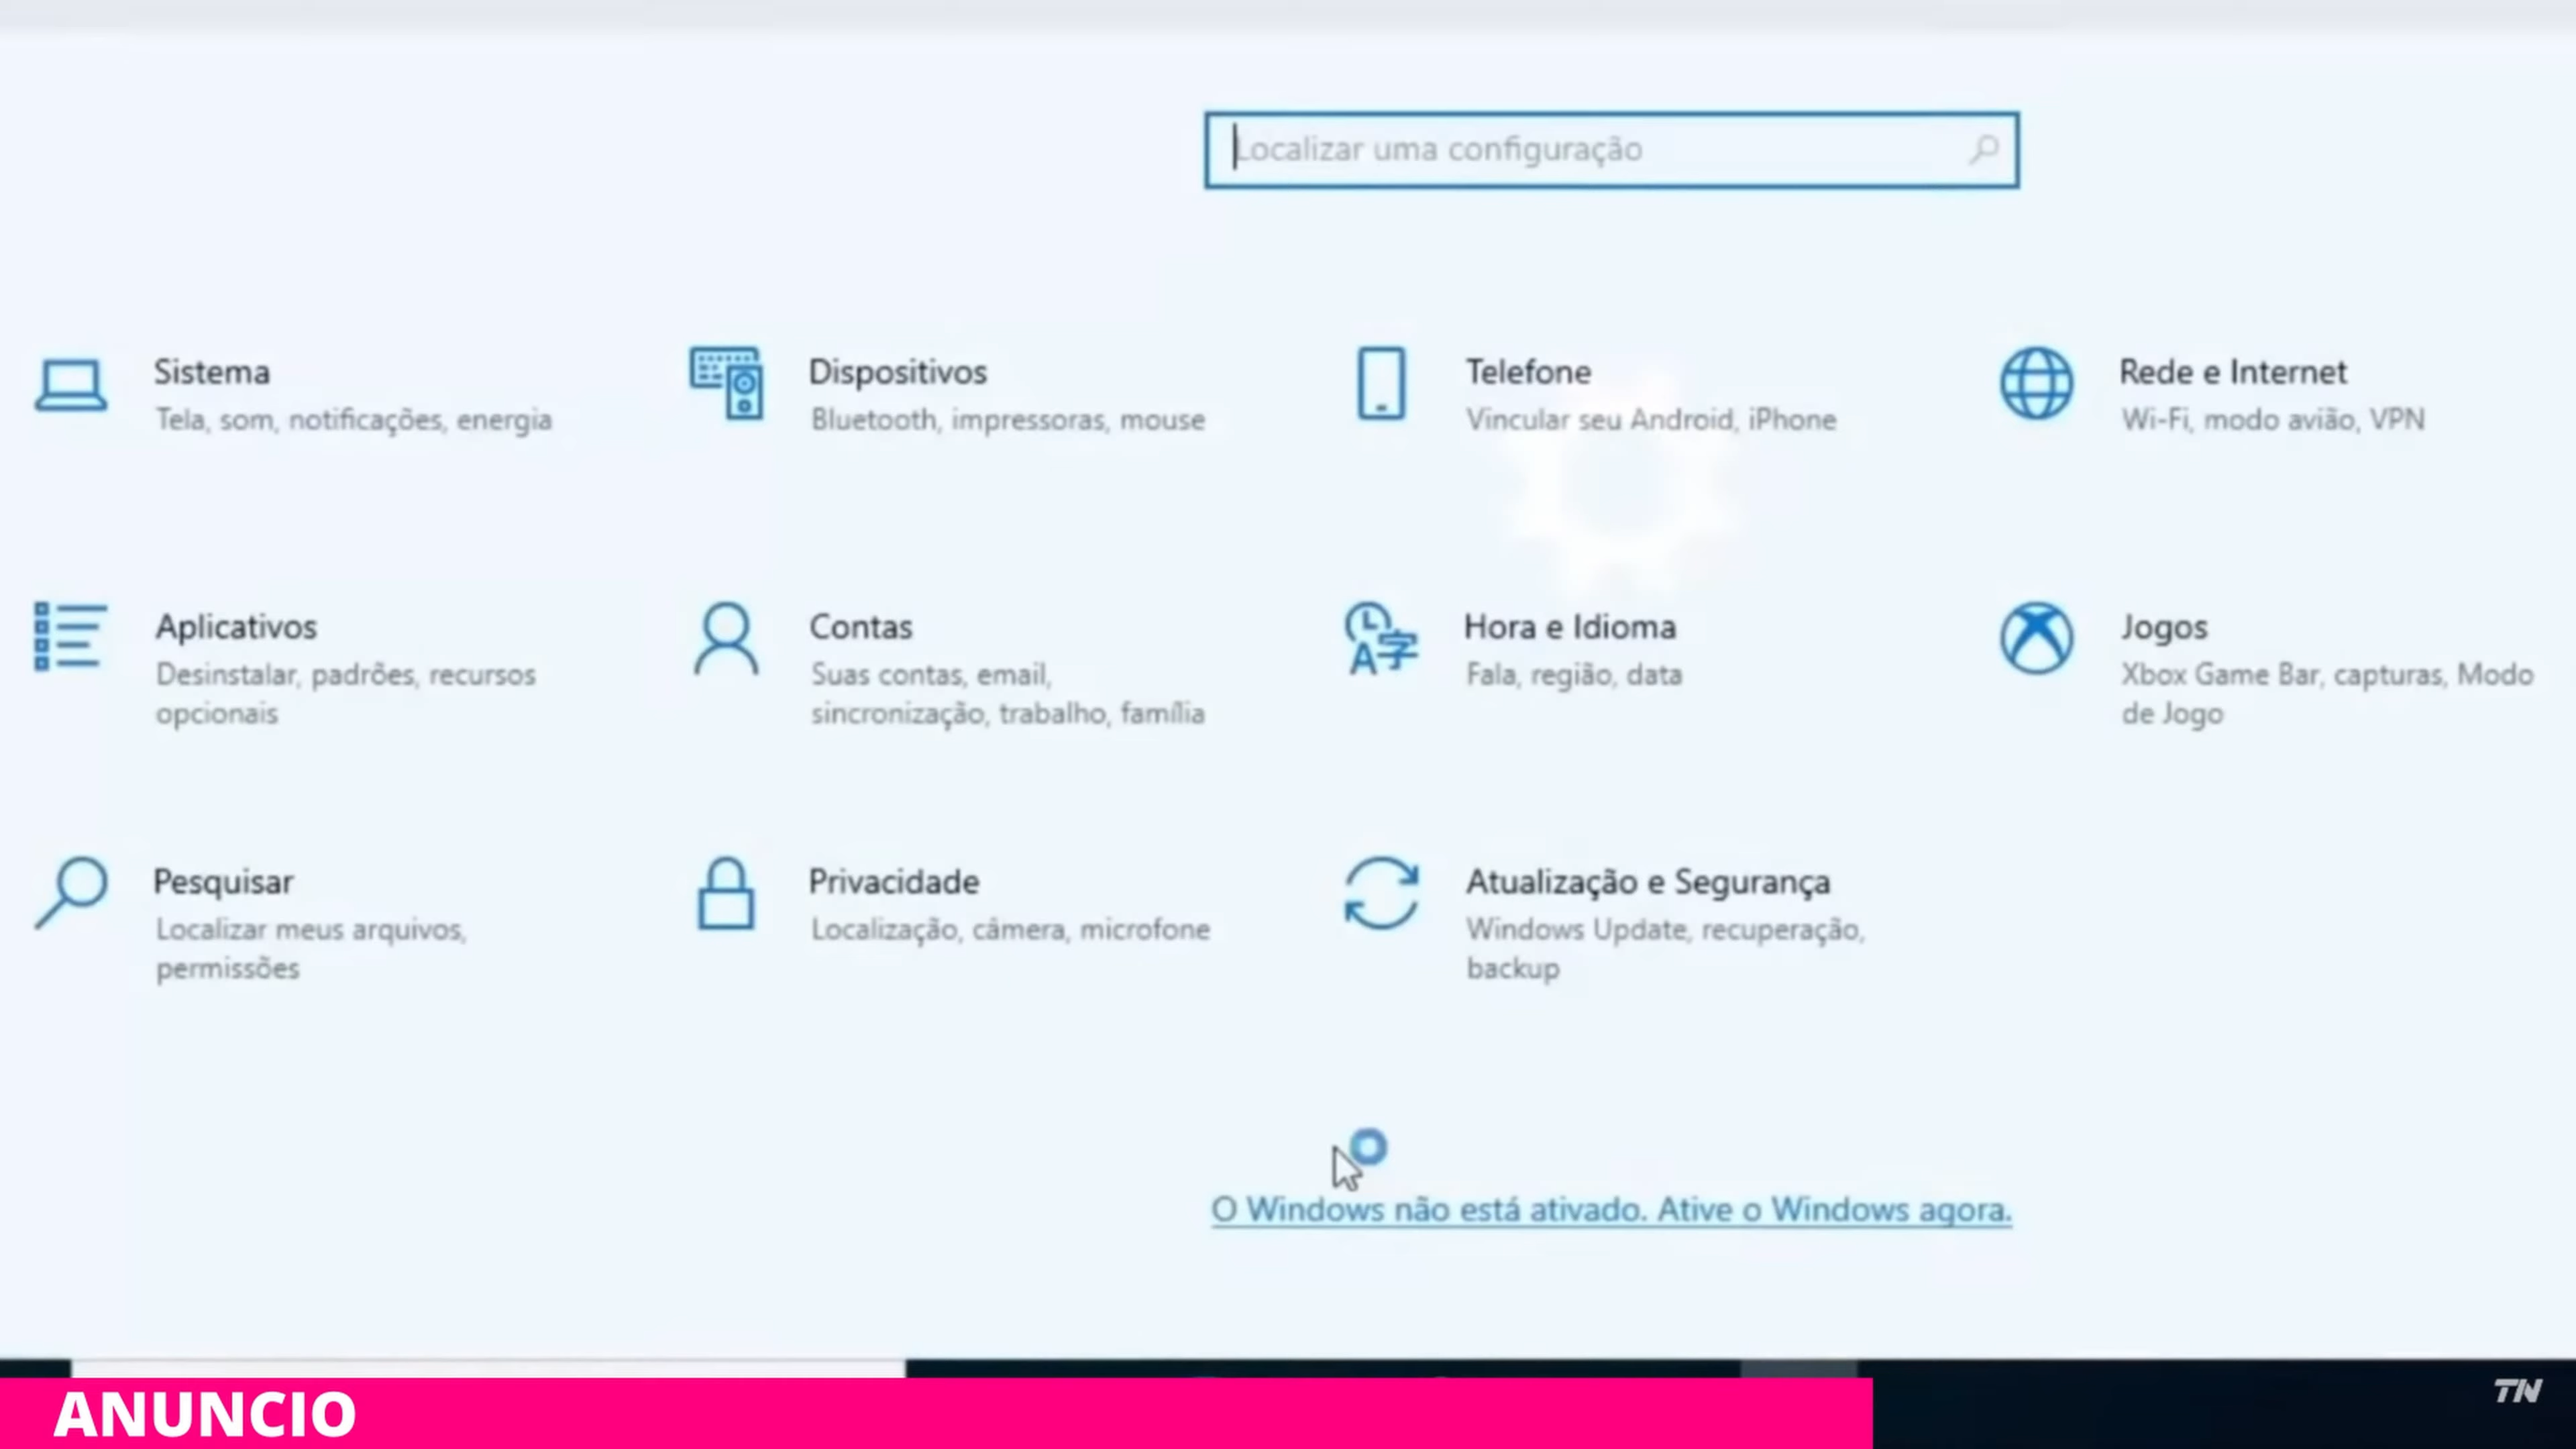 Localizar uma configuração
Sistema
Tela, som, notificações, energia
Dispositivos
Bluetooth, impressoras, mouse
Telefone
Vincular seu Android, iPhone
Rede e Internet
Wi-Fi, modo avião, VPN
Aplicativos
Desinstalar, padrões, recursos
opcionais
Contas
Suas contas, email,
sincronização, trabalho, família
Hora e Idioma
Fala, região, data
Jogos
Xbox Game Bar, capturas, Modo
de Jogo
Pesquisar
Localizar meus arquivos,
permissões
Privacidade
Localização, câmera, microfone
Atualização e Segurança
Windows Update, recuperação,
backup
O Windows não está ativado. Ative o Windows agora.
ANUNCIO
TN